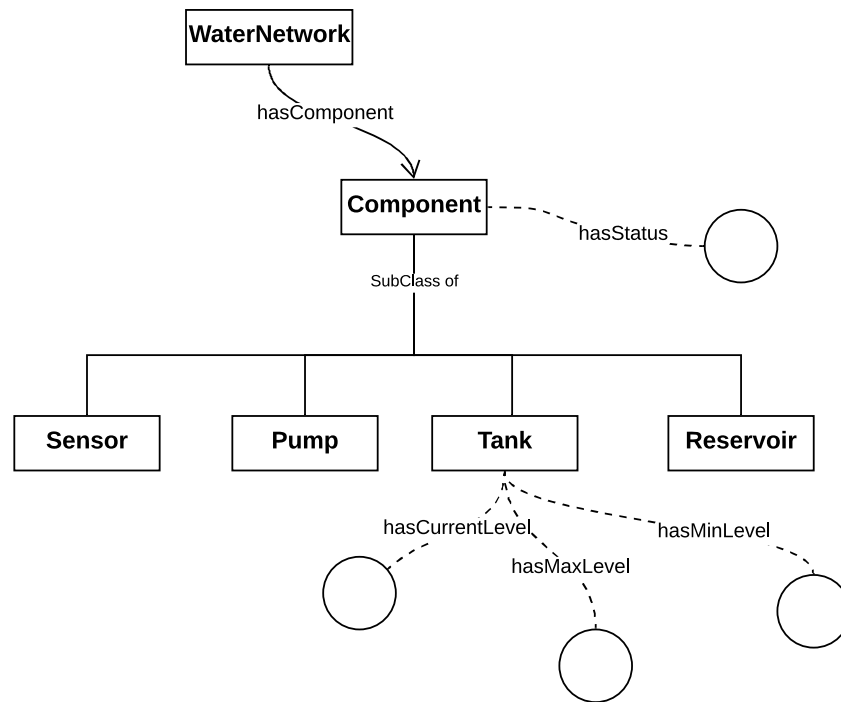 WaterNetwork
hasComponent
Component
hasStatus
SubClass of
Sensor
Pump
Tank
Reservoir
hasCurrentLevel
hasMinLevel
hasMaxLevel